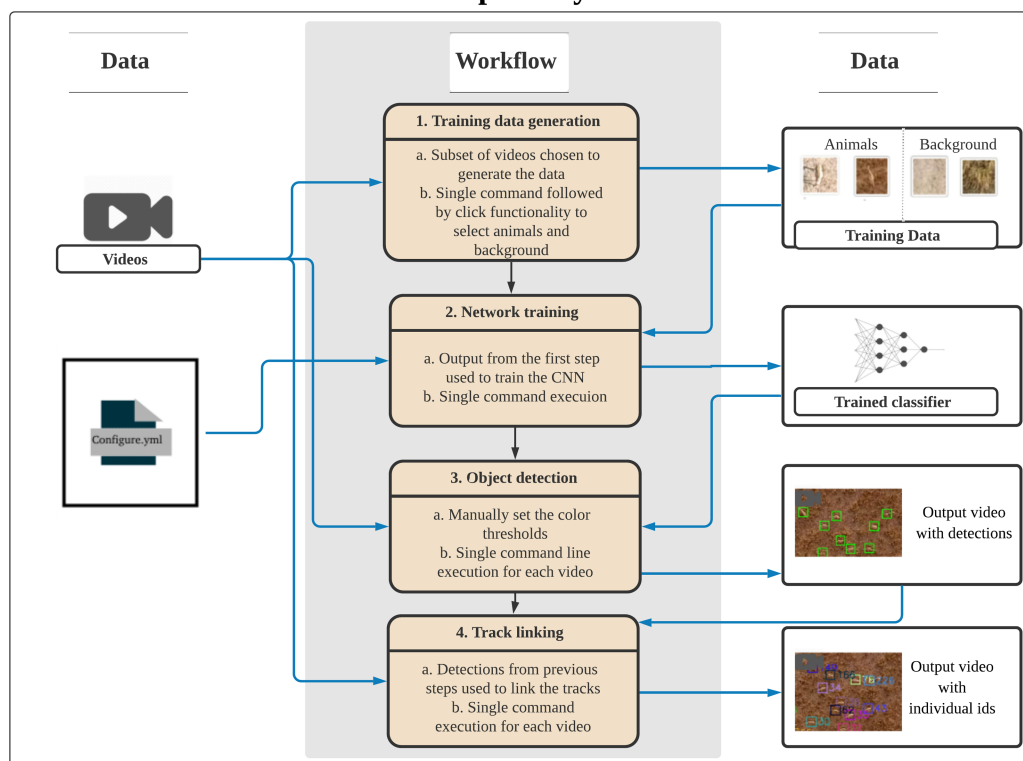 Data
Workflow
Data
1. Training data generation
a. Subset of videos chosen to
generate the data
b. Single command followed
by click functionality to
select animals and
background
Animals
Background
Training Data
Videos
2. Network training
a. Output from the first step
used to train the CNN
b. Single command execuion
Trained classifier
Configure.yml
3. Object detection
a. Manually set the color
thresholds
b. Single command line
execution for each video
Output video
with detections
4. Track linking
a. Detections from previous
steps used to link the tracks
b. Single command
execution for each video
Output video
with
individual ids
34
62